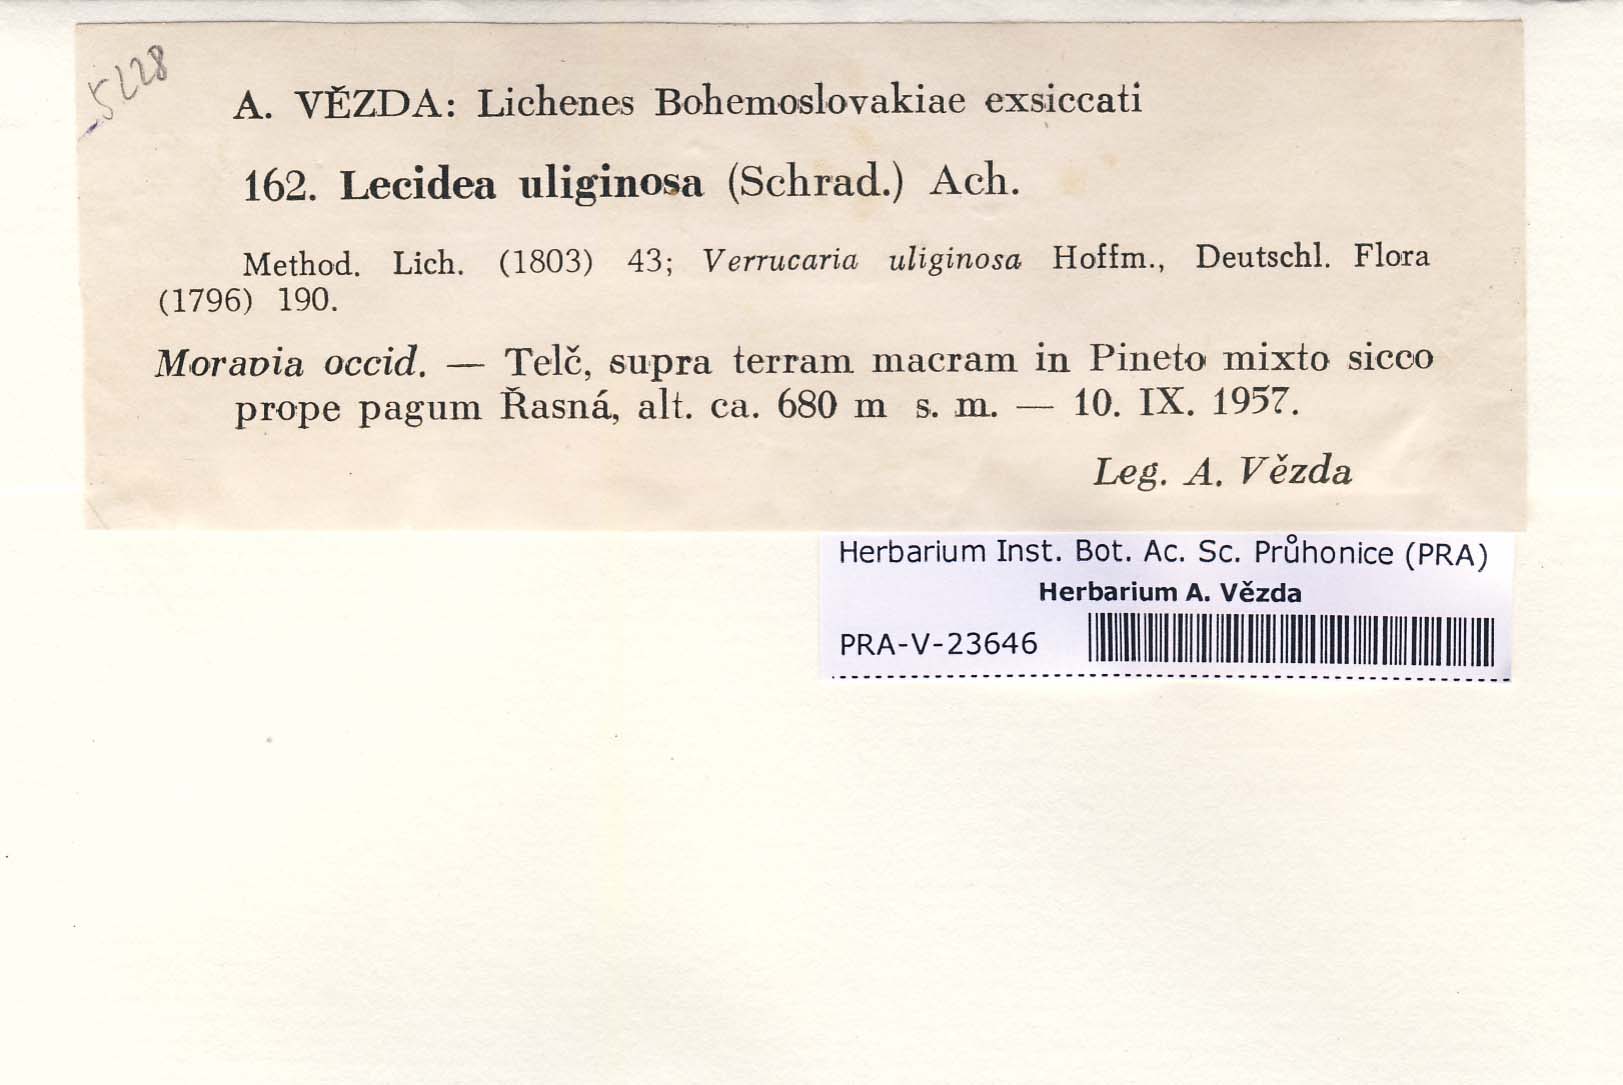 5228
A. VĚZDA: Lichenes Bohemoslovakiae exsiccati
162. Lecidea uliginosa (Schrad.) Ach.
Method. Lich. (1803) 43; Verrucaria uliginosa Hoffm., Deutschl. Flora
(1796) 190.
Moravia occid. — Telč, supra terram macram in Pineto mixto sicco
prope pagum Řasná, alt. ca. 680 m s. m. — 10. IX. 1957.
Leg. A. Vězda
Herbarium Inst. Bot. Ac. Sc. Průhonice (PRA)
Herbarium A. Vězda
PRA-V-23646